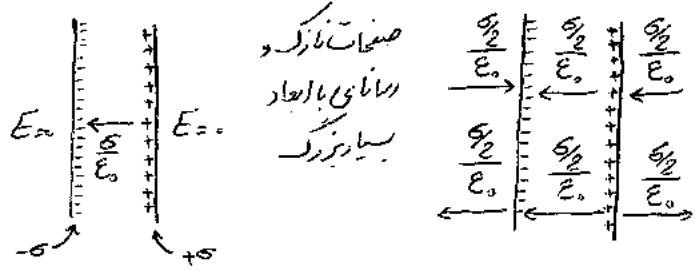 صفحات نازک و
رسانای با ابعاد
بسیار بزرگ
E=0
σ/ε₀
E=0
-σ
+σ
σ/2/ε₀ σ/2/ε₀ σ/2/ε₀
σ/2/ε₀ σ/2/ε₀ σ/2/ε₀